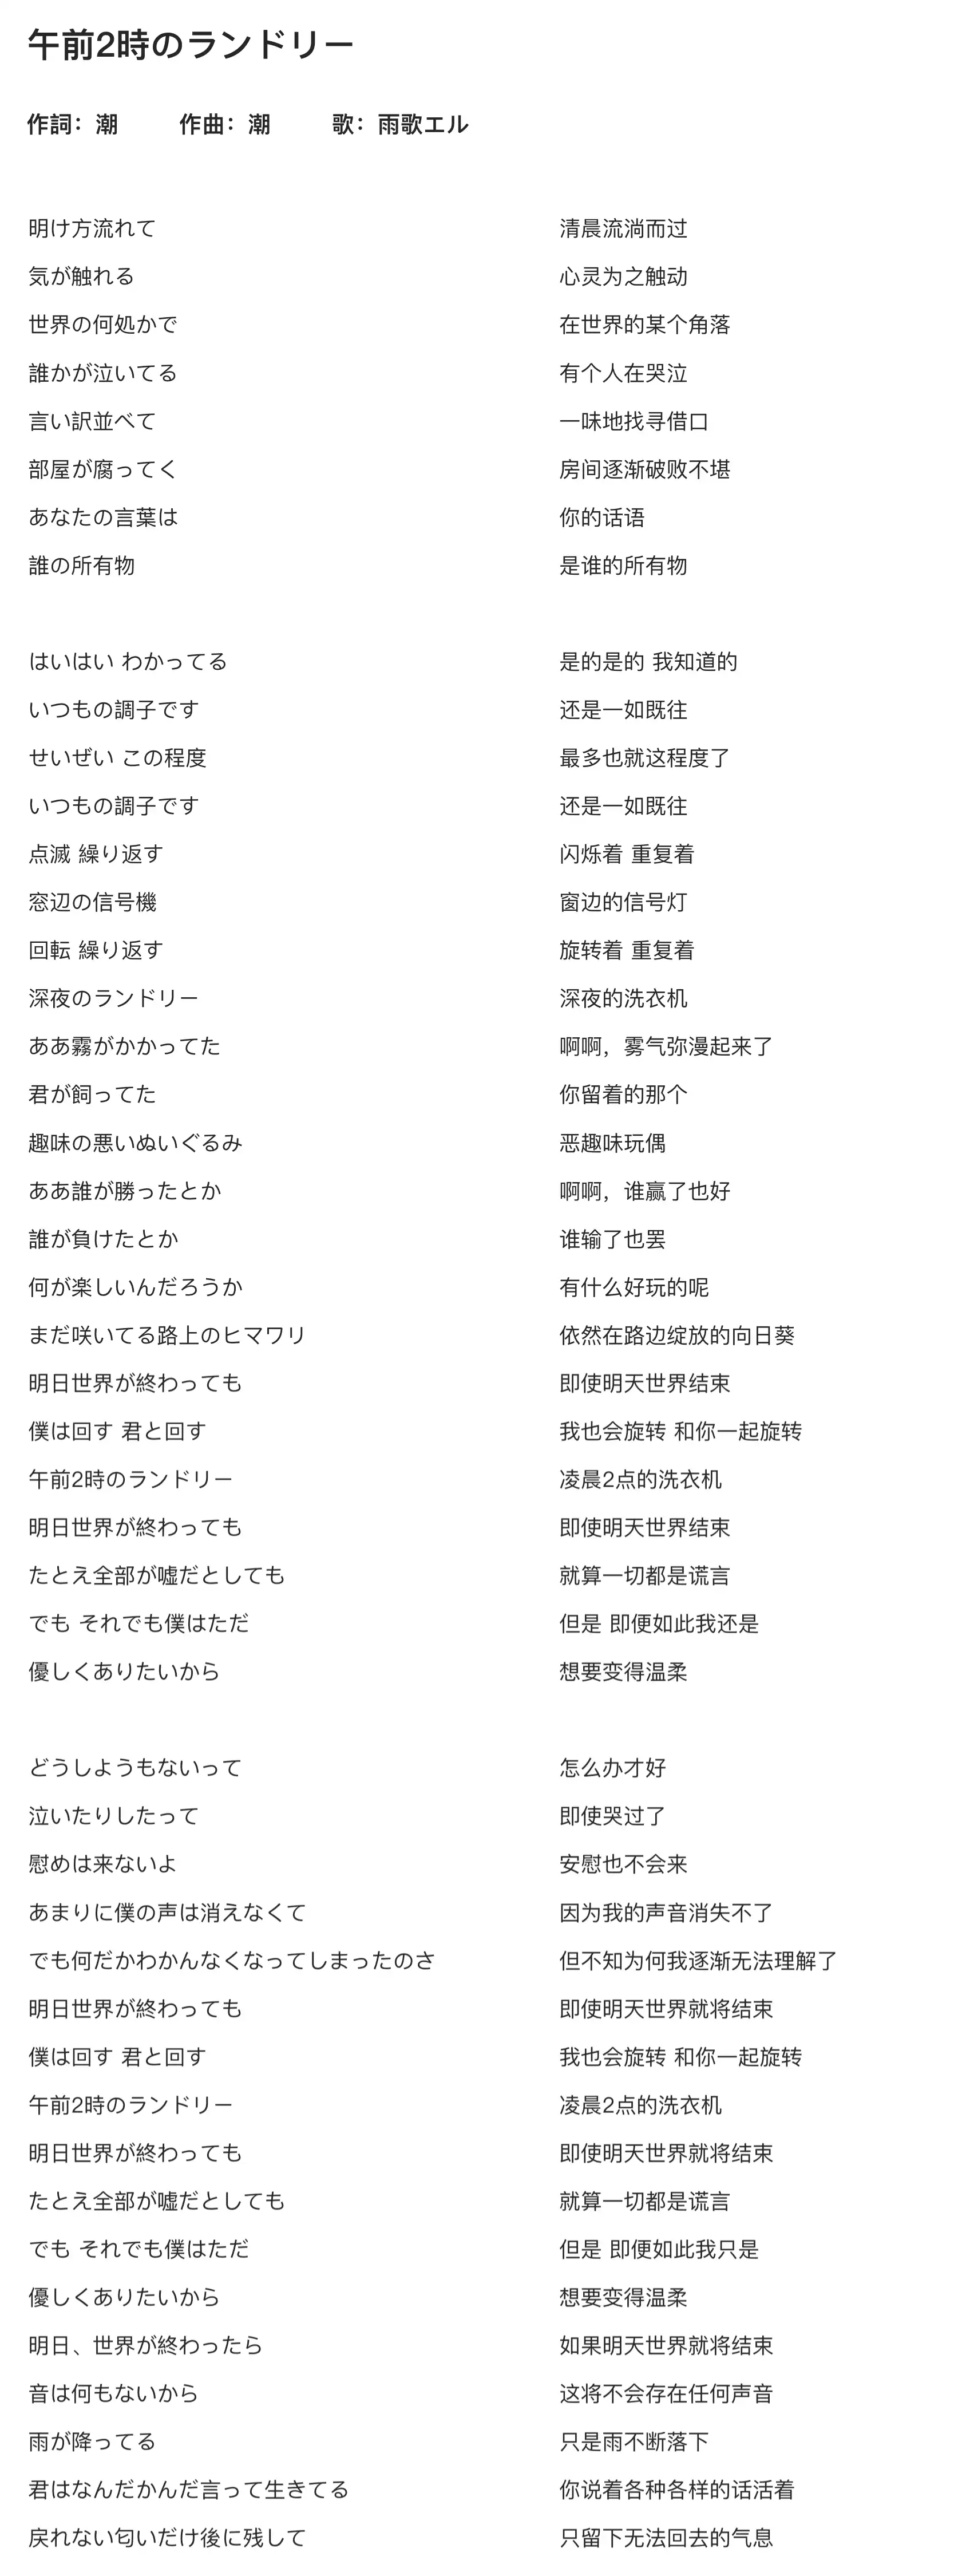 午前2時のランドリー
作詞：潮 作曲：潮 歌：雨歌エル
明け方流れて 清晨流淌而过
気が触れる 心灵为之触动
世界の何処かで 在世界的某个角落
誰かが泣いてる 有个人在哭泣
言い訳並べて 一味地找寻借口
部屋が腐ってく 房间逐渐破败不堪
あなたの言葉は 你的话语
誰の所有物 是谁的所有物
はいはい わかってる 是的是的 我知道的
いつもの調子です 还是一如既往
せいぜい この程度 最多也就这程度了
いつもの調子です 还是一如既往
点滅 繰り返す 闪烁着 重复着
窓辺の信号機 窗边的信号灯
回転 繰り返す 旋转着 重复着
深夜のランドリー 深夜的洗衣机
ああ霧がかかってた 啊啊，雾气弥漫起来了
君が飼ってた 你留着的那个
趣味の悪いぬいぐるみ 恶趣味玩偶
ああ誰が勝ったとか 啊啊，谁赢了也好
誰が負けたとか 谁输了也罢
何が楽しいんだろうか 有什么好玩的呢
まだ咲いてる路上のヒマワリ 依然在路边绽放的向日葵
明日世界が終わっても 即使明天世界结束
僕は回す 君と回す 我也会旋转 和你一起旋转
午前2時のランドリー 凌晨2点的洗衣机
明日世界が終わっても 即使明天世界结束
たとえ全部が嘘だとしても 就算一切都是谎言
でも それでも僕はただ 但是 即便如此我还是
優しくありたいから 想要变得温柔
どうしようもないって 怎么办才好
泣いたりしたって 即使哭过了
慰めは来ないよ 安慰也不会来
あまりに僕の声は消えなくて 因为我的声音消失不了
でも何だかわかんなくなってしまったのさ 但不知为何我逐渐无法理解了
明日世界が終わっても 即使明天世界就将结束
僕は回す 君と回す 我也会旋转 和你一起旋转
午前2時のランドリー 凌晨2点的洗衣机
明日世界が終わっても 即使明天世界就将结束
たとえ全部が嘘だとしても 就算一切都是谎言
でも それでも僕はただ 但是 即便如此我只是
優しくありたいから 想要变得温柔
明日、世界が終わったら 如果明天世界就将结束
音は何もないから 这将不会存在任何声音
雨が降ってる 只是雨不断落下
君はなんだかんだ言って生きてる 你说着各种各样的话活着
戻れない匂いだけ後に残して 只留下无法回去的气息